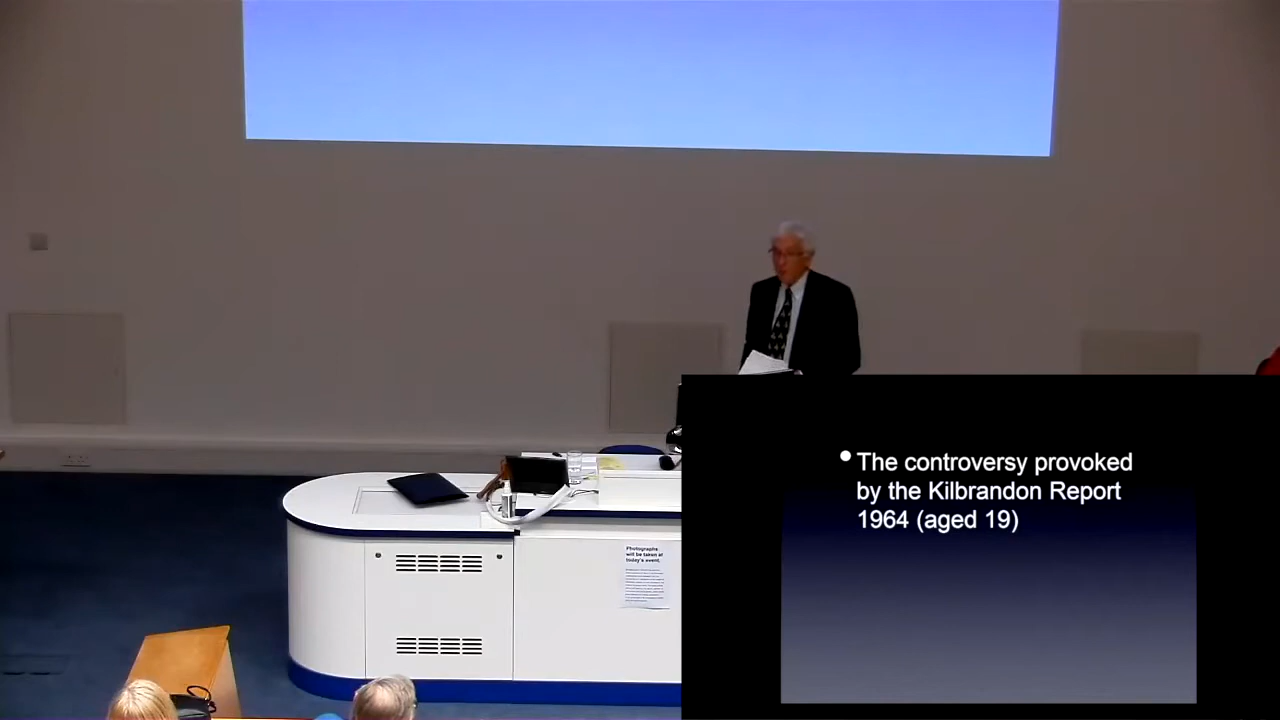 Photographs
will be taken at
today's event.
• The controversy provoked
by the Kilbrandon Report
1964 (aged 19)